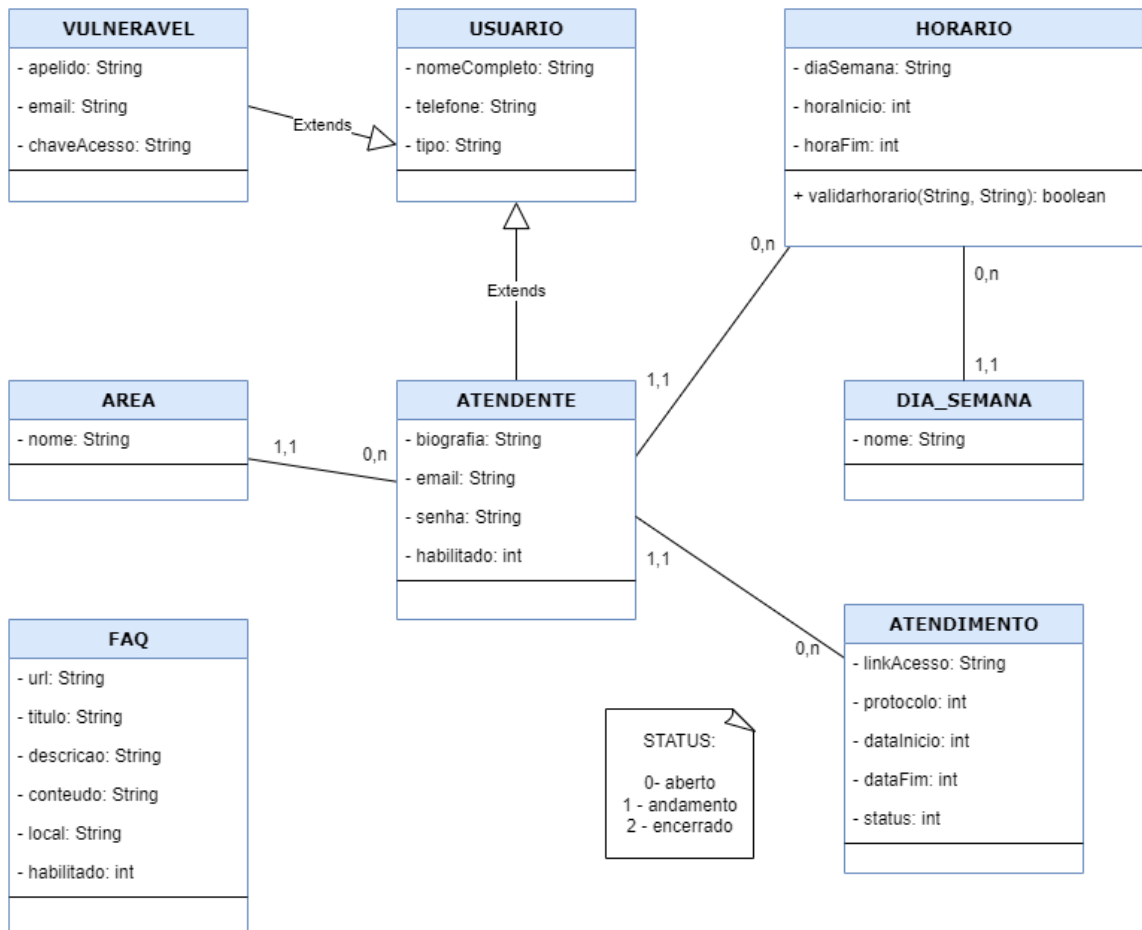 VULNERAVEL
- apelido: String
- email: String
- chaveAcesso: String
Extends
USUARIO
- nomeCompleto: String
- telefone: String
- tipo: String
HORARIO
- diaSemana: String
- horaInicio: int
- horaFim: int
+ validarhorario(String, String): boolean
0,n
0,n
Extends
1,1
1,1
AREA
- nome: String
1,1
0,n
ATENDENTE
- biografia: String
- email: String
- senha: String
- habilitado: int
DIA_SEMANA
- nome: String
1,1
0,n
FAQ
- url: String
- titulo: String
- descricao: String
- conteudo: String
- local: String
- habilitado: int
STATUS:
0- aberto
1 - andamento
2 - encerrado
ATENDIMENTO
- linkAcesso: String
- protocolo: int
- dataInicio: int
- dataFim: int
- status: int